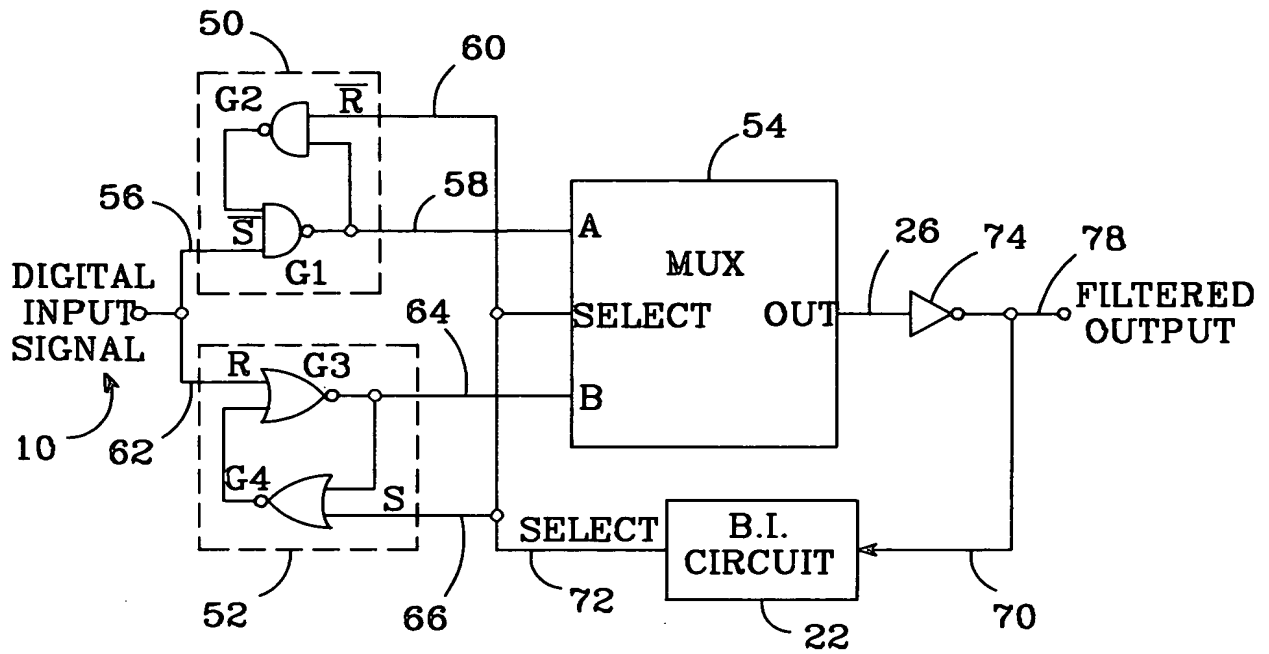 50
60
G2
R
54
56
S
58
A
26
74
78
G1
MUX
DIGITAL
INPUT
SIGNAL
64
SELECT
OUT
FILTERED
OUTPUT
R
G3
B
10
62
G4
S
SELECT
B.I.
CIRCUIT
52
66
72
22
70